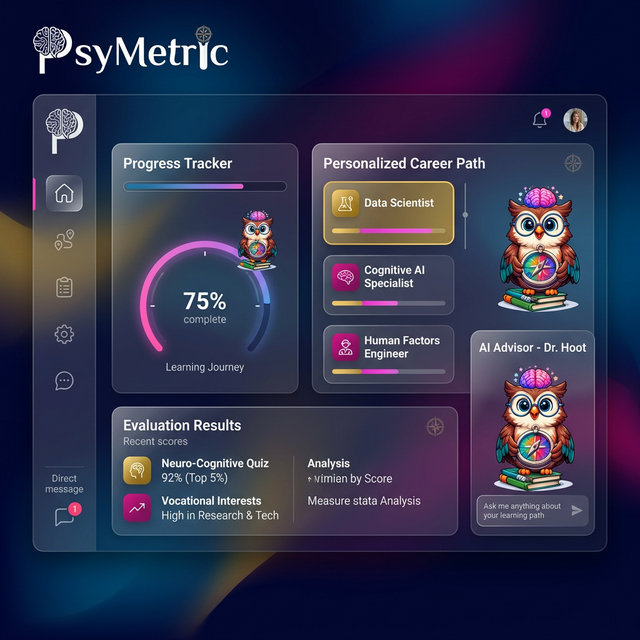 PsyMetric
1
Progress Tracker
75%
complete
Learning Journey
Personalized Career Path
Data Scientist
Cognitive AI
Specialist
Human Factors
Engineer
AI Advisor - Dr. Hoot
Ask me anything about
your learning path
Evaluation Results
Recent scores
Neuro-Cognitive Quiz
92% (Top 5%)
Vocational Interests
High in Research & Tech
Analysis
by Score
Measure stata Analysis
Direct
message
1